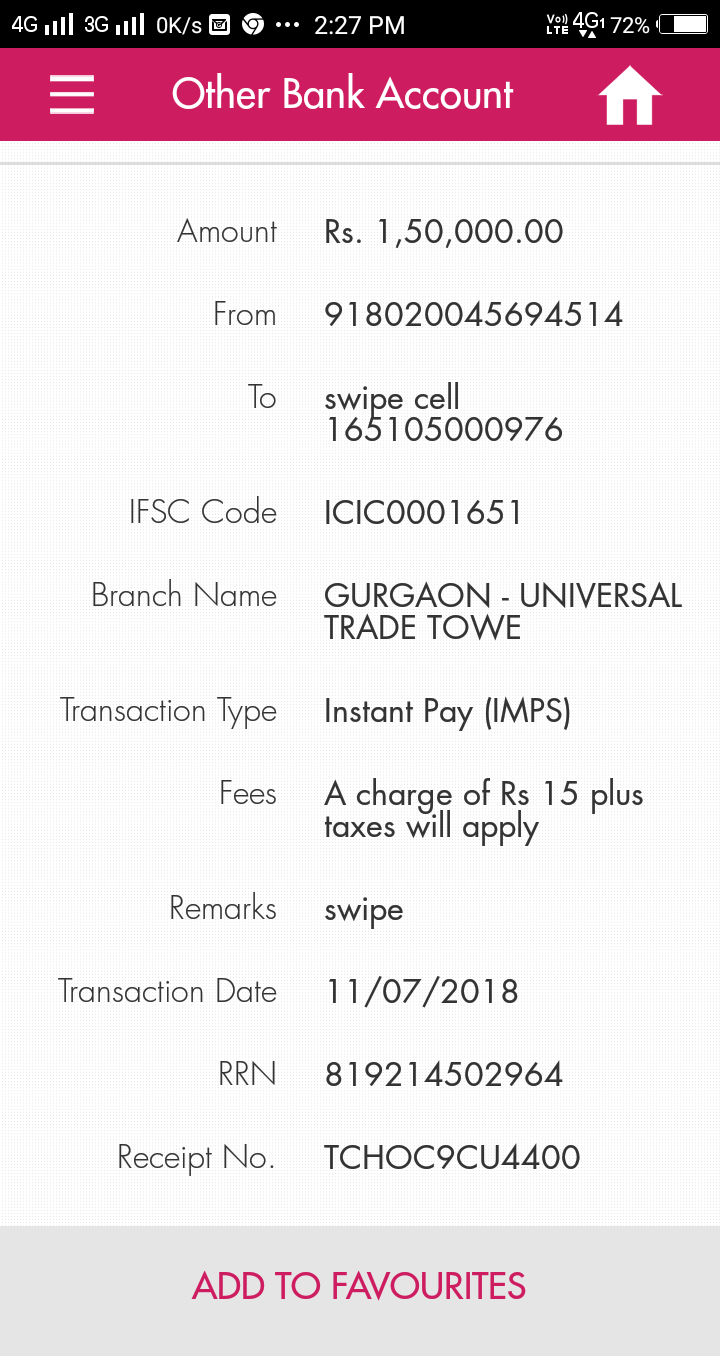 4G 3G 0K/s 2:27 PM VoLTE 4G1 72%
Other Bank Account
Amount Rs. 1,50,000.00
From 918020045694514
To swipe cell
165105000976
IFSC Code ICIC0001651
Branch Name GURGAON - UNIVERSAL
TRADE TOWE
Transaction Type Instant Pay (IMPS)
Fees A charge of Rs 15 plus
taxes will apply
Remarks swipe
Transaction Date 11/07/2018
RRN 819214502964
Receipt No. TCHOC9CU4400
ADD TO FAVOURITES